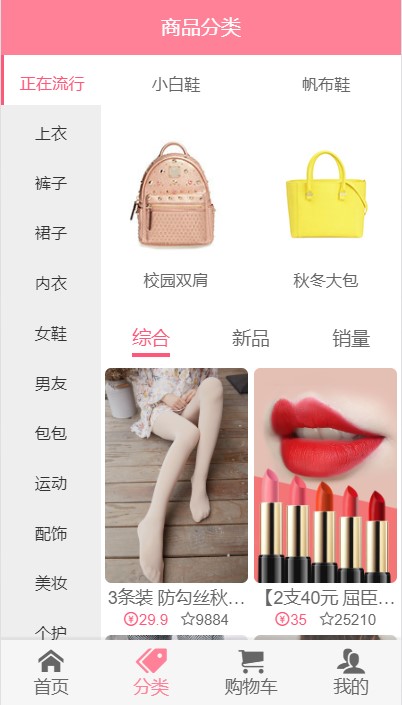 商品分类
正在流行
上衣
裤子
裙子
内衣
女鞋
男友
包包
运动
配饰
美妆
个护
小白鞋 帆布鞋
校园双肩 秋冬大包
综合 新品 销量
3条装 防勾丝秋…
¥29.9 ☆9884
【2支40元 屈臣…
¥35 ☆25210
首页 分类 购物车 我的